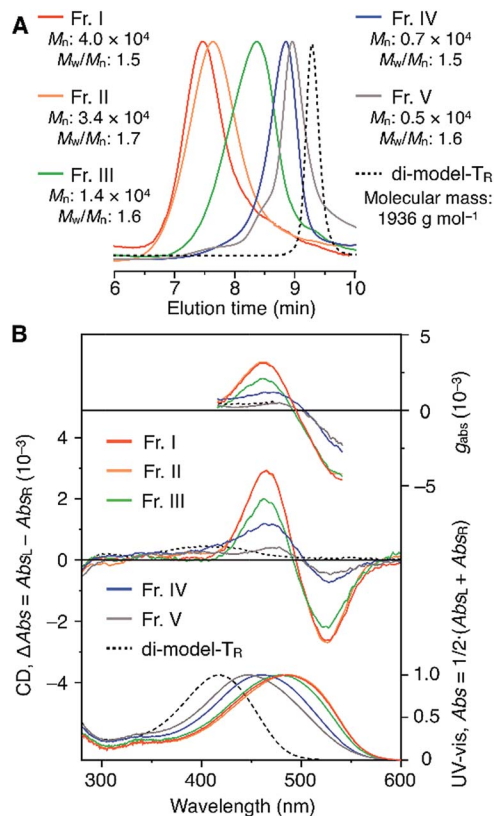 A
Fr. I
Mn: 4.0 × 10⁴
Mw/Mn: 1.5
Fr. II
Mn: 3.4 × 10⁴
Mw/Mn: 1.7
Fr. III
Mn: 1.4 × 10⁴
Mw/Mn: 1.6
Fr. IV
Mn: 0.7 × 10⁴
Mw/Mn: 1.5
Fr. V
Mn: 0.5 × 10⁴
Mw/Mn: 1.6
di-model-TR
Molecular mass:
1936 g mol⁻¹
6 7 8 9 10
Elution time (min)
B
5
0
−5
gabs (10⁻³)
4
2
0
−2
−4
CD, ΔAbs = AbsL − AbsR (10⁻³)
Fr. I
Fr. II
Fr. III
Fr. IV
Fr. V
di-model-TR
1.0
0.5
0
UV-vis, Abs = 1/2·(AbsL + AbsR)
300 400 500 600
Wavelength (nm)